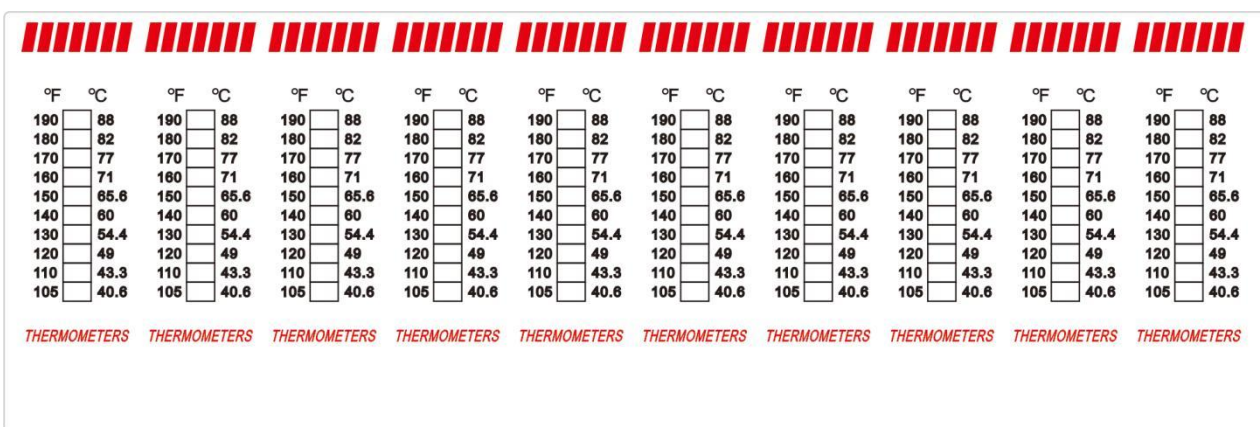 °F °C °F °C °F °C °F °C °F °C °F °C °F °C °F °C °F °C °F °C
190 88 190 88 190 88 190 88 190 88 190 88 190 88 190 88 190 88 190 88
180 82 180 82 180 82 180 82 180 82 180 82 180 82 180 82 180 82 180 82
170 77 170 77 170 77 170 77 170 77 170 77 170 77 170 77 170 77 170 77
160 71 160 71 160 71 160 71 160 71 160 71 160 71 160 71 160 71 160 71
150 65.6 150 65.6 150 65.6 150 65.6 150 65.6 150 65.6 150 65.6 150 65.6 150 65.6 150 65.6
140 60 140 60 140 60 140 60 140 60 140 60 140 60 140 60 140 60 140 60
130 54.4 130 54.4 130 54.4 130 54.4 130 54.4 130 54.4 130 54.4 130 54.4 130 54.4 130 54.4
120 49 120 49 120 49 120 49 120 49 120 49 120 49 120 49 120 49 120 49
110 43.3 110 43.3 110 43.3 110 43.3 110 43.3 110 43.3 110 43.3 110 43.3 110 43.3 110 43.3
105 40.6 105 40.6 105 40.6 105 40.6 105 40.6 105 40.6 105 40.6 105 40.6 105 40.6 105 40.6
THERMOMETERS THERMOMETERS THERMOMETERS THERMOMETERS THERMOMETERS THERMOMETERS THERMOMETERS THERMOMETERS THERMOMETERS THERMOMETERS